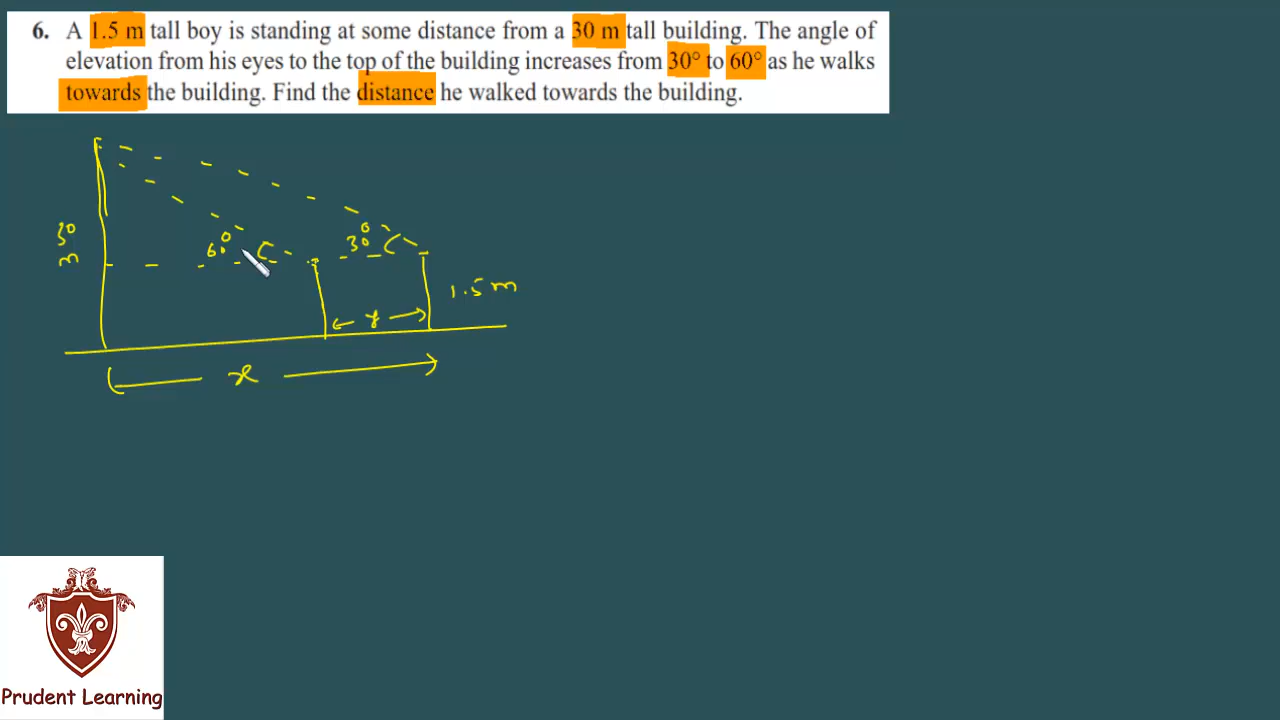 6. A 1.5 m tall boy is standing at some distance from a 30 m tall building. The angle of
elevation from his eyes to the top of the building increases from 30° to 60° as he walks
towards the building. Find the distance he walked towards the building.
30
m
60°
30°
1.5 m
y
x
Prudent Learning